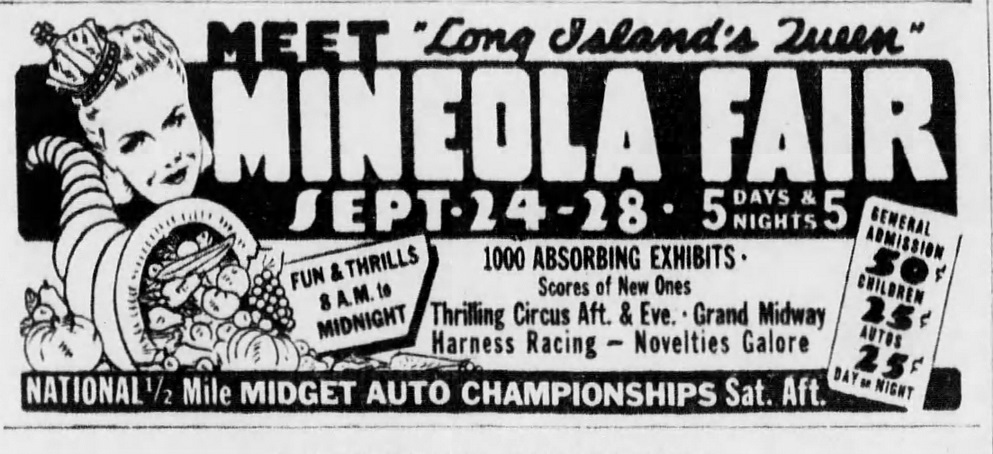 MEET "Long Island's Queen"
MINEOLA FAIR
SEPT. 24-28 · 5 DAYS & NIGHTS 5
FUN & THRILLS
8 A.M. to
MIDNIGHT
1000 ABSORBING EXHIBITS ·
Scores of New Ones
Thrilling Circus Aft. & Eve. · Grand Midway
Harness Racing — Novelties Galore
GENERAL
ADMISSION
50¢
CHILDREN
25¢
AUTOS
25¢
DAY or NIGHT
NATIONAL 1/2 Mile MIDGET AUTO CHAMPIONSHIPS Sat. Aft.